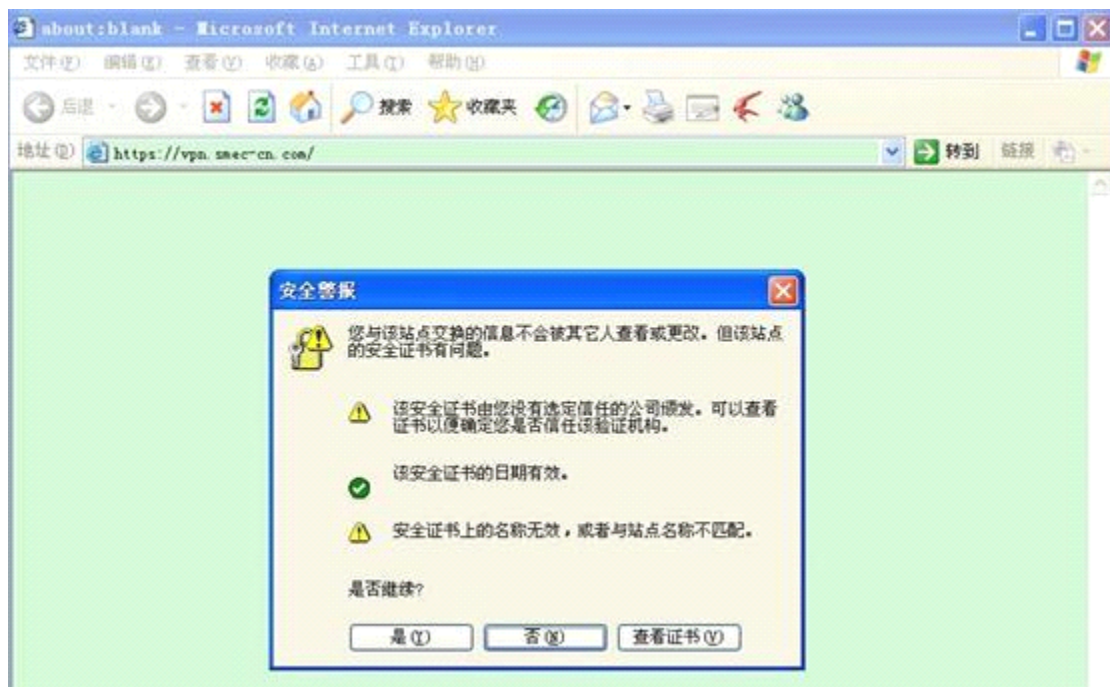 about:blank - Microsoft Internet Explorer
文件(F) 编辑(E) 查看(V) 收藏(A) 工具(T) 帮助(H)
后退 搜索 收藏夹
地址(D) https://vpn.smec-cn.com/ 转到 链接
安全警报
您与该站点交换的信息不会被其它人查看或更改。但该站点
的安全证书有问题。
该安全证书由您没有选定信任的公司颁发。可以查看
证书以便确定您是否信任该验证机构。
该安全证书的日期有效。
安全证书上的名称无效，或者与站点名称不匹配。
是否继续?
是(Y) 否(N) 查看证书(V)